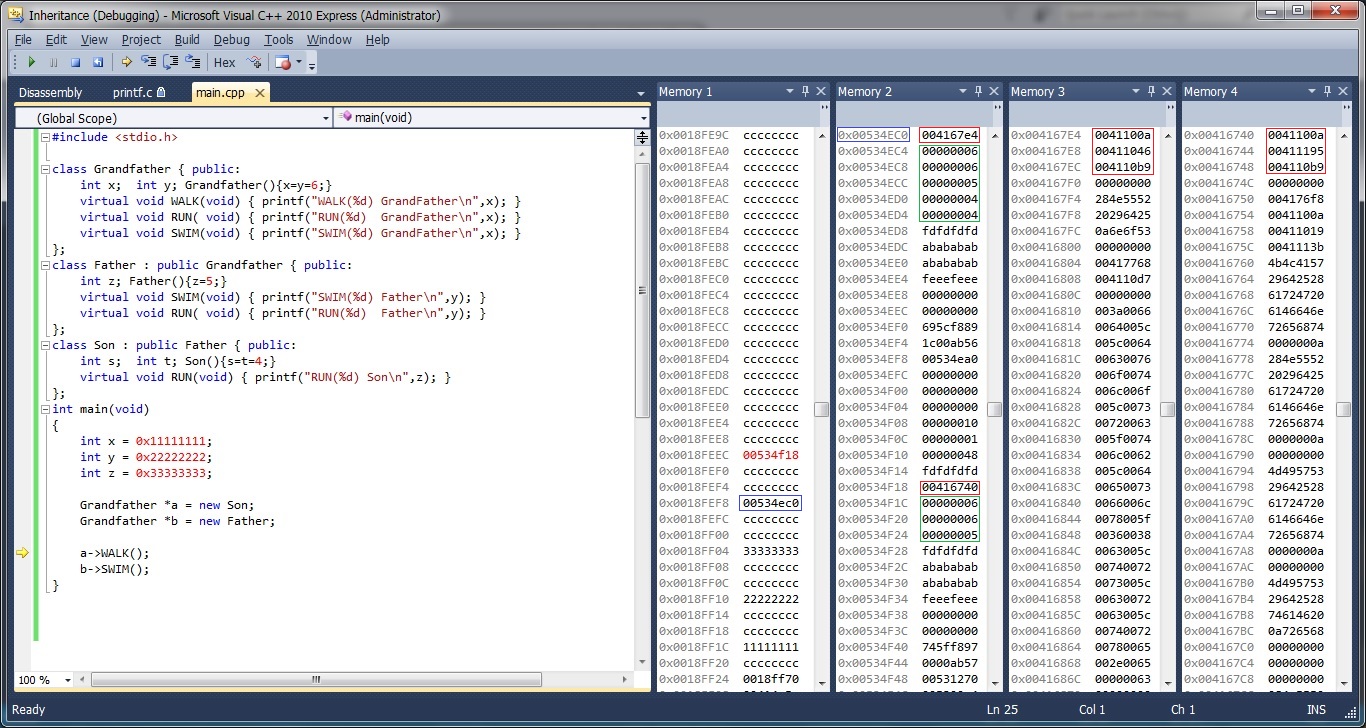 Inheritance (Debugging) - Microsoft Visual C++ 2010 Express (Administrator)
File Edit View Project Build Debug Tools Window Help
Hex
Disassembly printf.c main.cpp
(Global Scope) main(void)
#include <stdio.h>
class Grandfather { public:
int x;  int y; Grandfather(){x=y=6;}
virtual void WALK(void) { printf("WALK(%d) GrandFather\n",x); }
virtual void RUN( void) { printf("RUN(%d)  GrandFather\n",x); }
virtual void SWIM(void) { printf("SWIM(%d) GrandFather\n",x); }
};
class Father : public Grandfather { public:
int z; Father(){z=5;}
virtual void SWIM( void) { printf("SWIM(%d) Father\n",y); }
virtual void RUN( void) { printf("RUN(%d)  Father\n",y); }
};
class Son : public Father { public:
int s;  int t; Son(){s=t=4;}
virtual void RUN(void) { printf("RUN(%d) Son\n",z); }
};
int main(void)
{
int x = 0x11111111;
int y = 0x22222222;
int z = 0x33333333;
Grandfather *a = new Son;
Grandfather *b = new Father;
a->WALK();
b->SWIM();
}
100 %
Memory 1
0x0018FE9C cccccccc
0x0018FEA0 cccccccc
0x0018FEA4 cccccccc
0x0018FEA8 cccccccc
0x0018FEAC cccccccc
0x0018FEB0 cccccccc
0x0018FEB4 cccccccc
0x0018FEB8 cccccccc
0x0018FEBC cccccccc
0x0018FEC0 cccccccc
0x0018FEC4 cccccccc
0x0018FEC8 cccccccc
0x0018FECC cccccccc
0x0018FED0 cccccccc
0x0018FED4 cccccccc
0x0018FED8 cccccccc
0x0018FEDC cccccccc
0x0018FEE0 cccccccc
0x0018FEE4 cccccccc
0x0018FEE8 cccccccc
0x0018FEEC 00534f18
0x0018FEF0 cccccccc
0x0018FEF4 cccccccc
0x0018FEF8 00534ec0
0x0018FEFC cccccccc
0x0018FF00 cccccccc
0x0018FF04 33333333
0x0018FF08 cccccccc
0x0018FF0C cccccccc
0x0018FF10 22222222
0x0018FF14 cccccccc
0x0018FF18 cccccccc
0x0018FF1C 11111111
0x0018FF20 cccccccc
0x0018FF24 0018ff70
Memory 2
0x00534EC0 004167e4
0x00534EC4 00000006
0x00534EC8 00000006
0x00534ECC 00000005
0x00534ED0 00000004
0x00534ED4 00000004
0x00534ED8 fdfdfdfd
0x00534EDC abababab
0x00534EE0 abababab
0x00534EE4 feeefeee
0x00534EE8 00000000
0x00534EEC 00000000
0x00534EF0 695cf889
0x00534EF4 1c00ab56
0x00534EF8 00534ea0
0x00534EFC 00000000
0x00534F00 00000000
0x00534F04 00000000
0x00534F08 00000010
0x00534F0C 00000001
0x00534F10 00000048
0x00534F14 fdfdfdfd
0x00534F18 00416740
0x00534F1C 00000006
0x00534F20 00000006
0x00534F24 00000005
0x00534F28 fdfdfdfd
0x00534F2C abababab
0x00534F30 abababab
0x00534F34 feeefeee
0x00534F38 00000000
0x00534F3C 00000000
0x00534F40 745ff897
0x00534F44 0000ab57
0x00534F48 00531270
Memory 3
0x004167E4 0041100a
0x004167E8 00411046
0x004167EC 004110b9
0x004167F0 00000000
0x004167F4 284e5552
0x004167F8 20296425
0x004167FC 0a6e6f53
0x00416800 00000000
0x00416804 00417768
0x00416808 004110d7
0x0041680C 00000000
0x00416810 003a0066
0x00416814 0064005c
0x00416818 005c0064
0x0041681C 00630076
0x00416820 006f0074
0x00416824 006c006f
0x00416828 005c0073
0x0041682C 00720063
0x00416830 005f0074
0x00416834 006c0062
0x00416838 005c0064
0x0041683C 00650073
0x00416840 0066006c
0x00416844 0078005f
0x00416848 00360038
0x0041684C 0063005c
0x00416850 00740072
0x00416854 0073005c
0x00416858 00630072
0x0041685C 0063005c
0x00416860 00740072
0x00416864 00780065
0x00416868 002e0065
0x0041686C 00000063
Memory 4
0x00416740 0041100a
0x00416744 00411195
0x00416748 004110b9
0x0041674C 00000000
0x00416750 004176f8
0x00416754 0041100a
0x00416758 00411019
0x0041675C 0041113b
0x00416760 4b4c4157
0x00416764 29642528
0x00416768 61724720
0x0041676C 6146646e
0x00416770 72656874
0x00416774 0000000a
0x00416778 284e5552
0x0041677C 20296425
0x00416780 61724720
0x00416784 6146646e
0x00416788 72656874
0x0041678C 0000000a
0x00416790 00000000
0x00416794 4d495753
0x00416798 29642528
0x0041679C 61724720
0x004167A0 6146646e
0x004167A4 72656874
0x004167A8 0000000a
0x004167AC 00000000
0x004167B0 4d495753
0x004167B4 29642528
0x004167B8 74614620
0x004167BC 0a726568
0x004167C0 00000000
0x004167C4 00000000
0x004167C8 00000000
Ready Ln 25 Col 1 Ch 1 INS